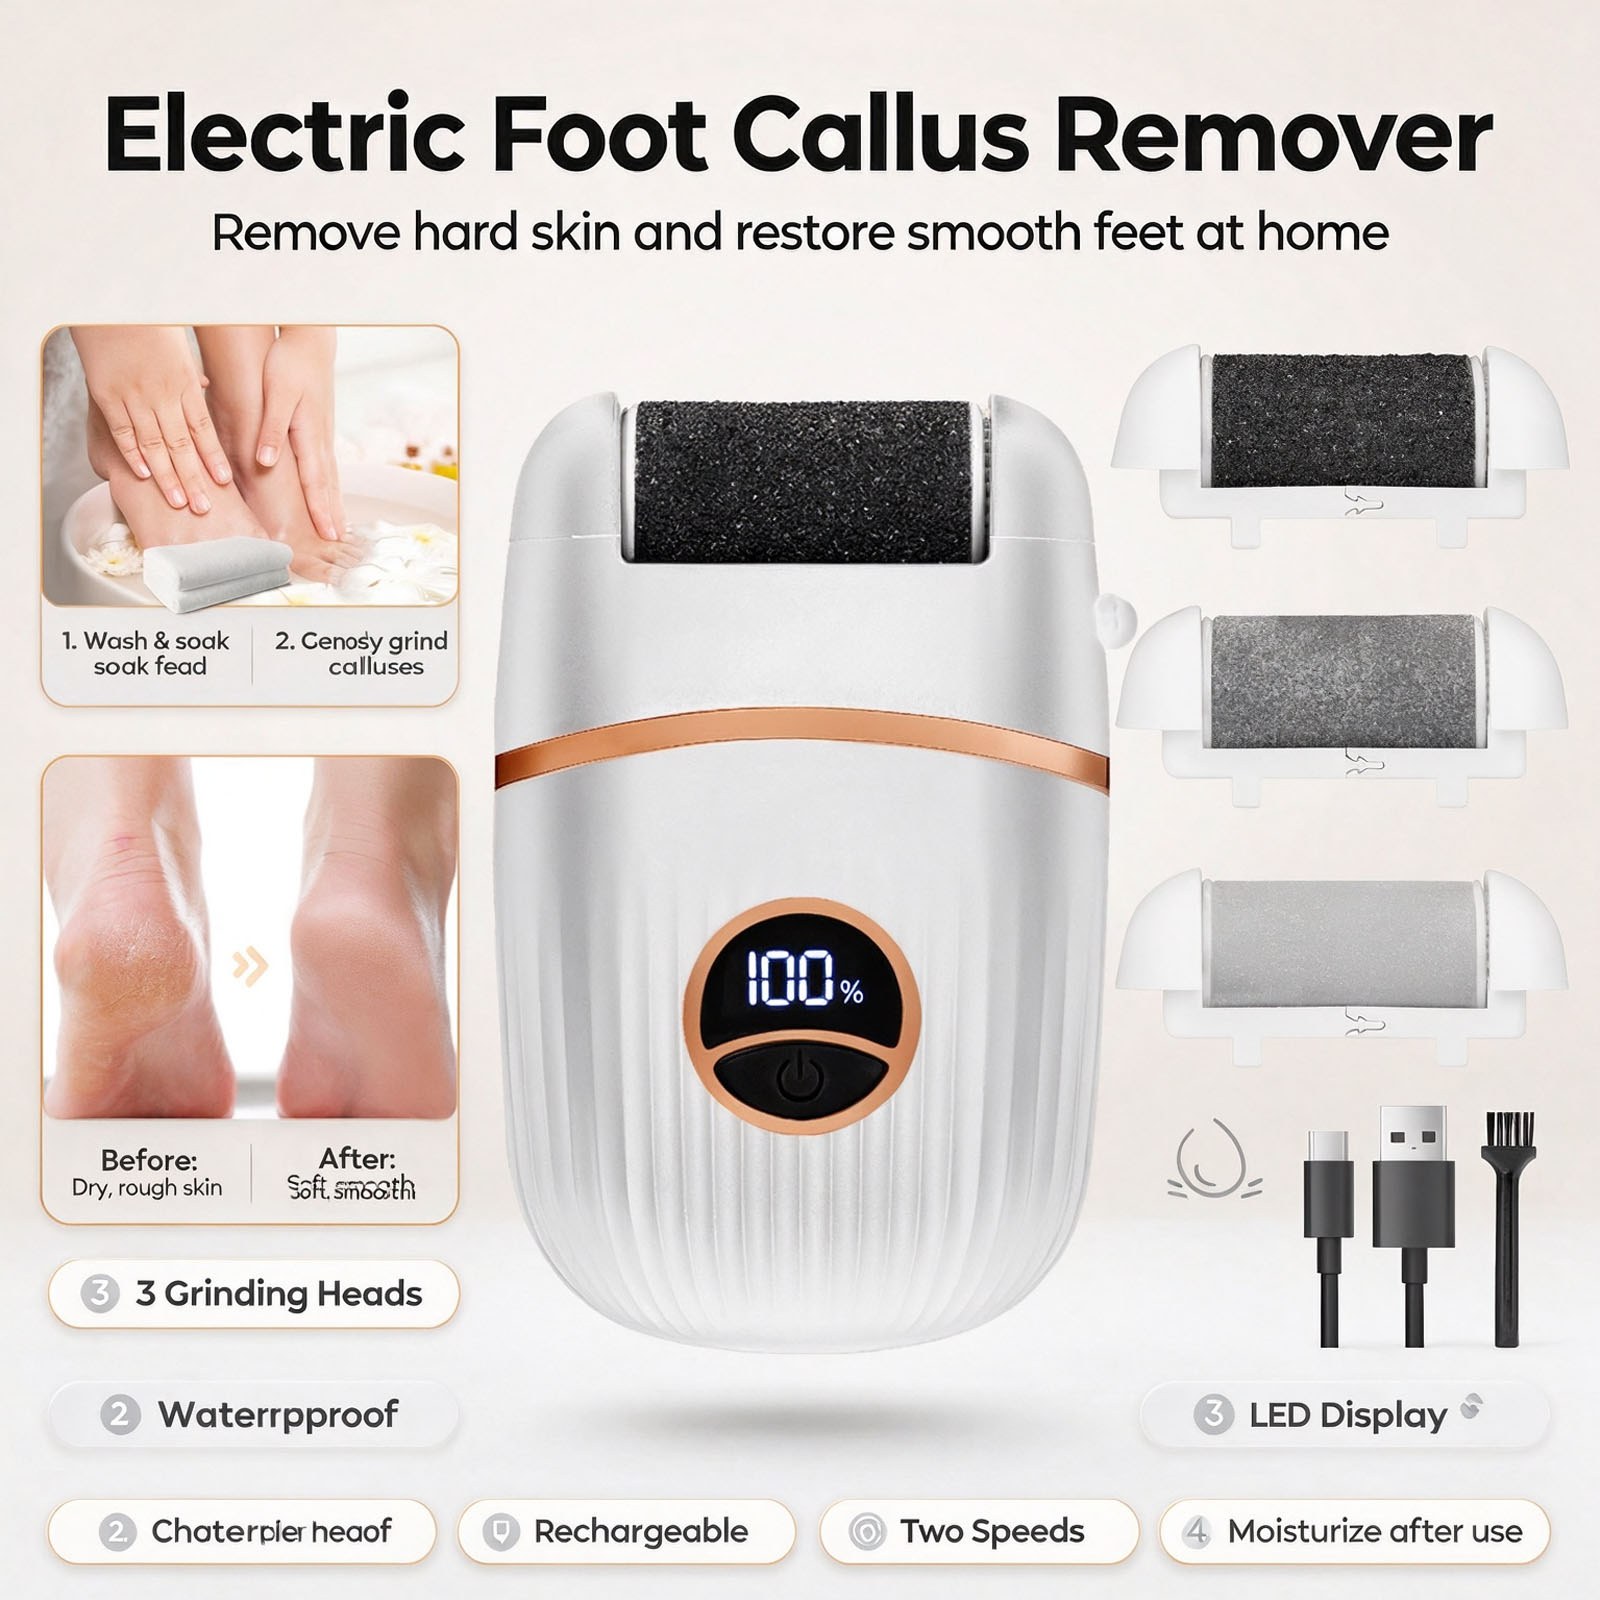 Electric Foot Callus Remover
Remove hard skin and restore smooth feet at home
1. Wash & soak
soak fead
2. Genosy grind
calluses
100%
Before:
Dry, rough skin
After:
Soft, smooth
3 3 Grinding Heads
2 Waterrpproof
3 LED Display
2. Chaterpler heaof
Rechargeable
Two Speeds
4 Moisturize after use